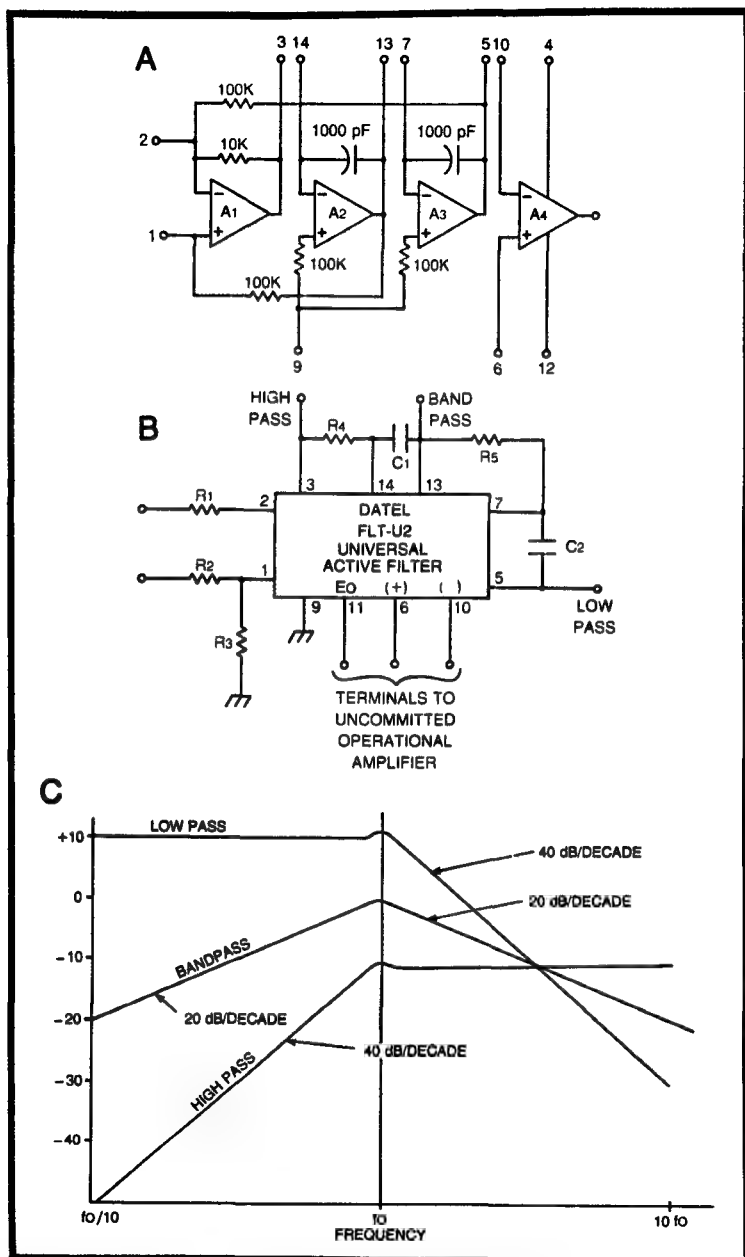 A
3 14 13 7 510 4
100K
1000 pF 1000 pF
2
10K
- - - -
A1 A2 A3 A4
+ + + +
1
100K 100K
100K
9 6 12
B
HIGH PASS
BAND PASS
R4
C1
R5
3 14 13
R1
2
7
DATEL
FLT-U2
UNIVERSAL
ACTIVE FILTER
C2
R2
1
5
E0 (+) ( )
LOW PASS
9 11 6 10
R3
TERMINALS TO
UNCOMMITTED
OPERATIONAL
AMPLIFIER
C
LOW PASS
+10
40 dB/DECADE
0
20 dB/DECADE
BANDPASS
-10
-20
20 dB/DECADE
40 dB/DECADE
HIGH PASS
-30
-40
fo/10 fo 10 fo
FREQUENCY